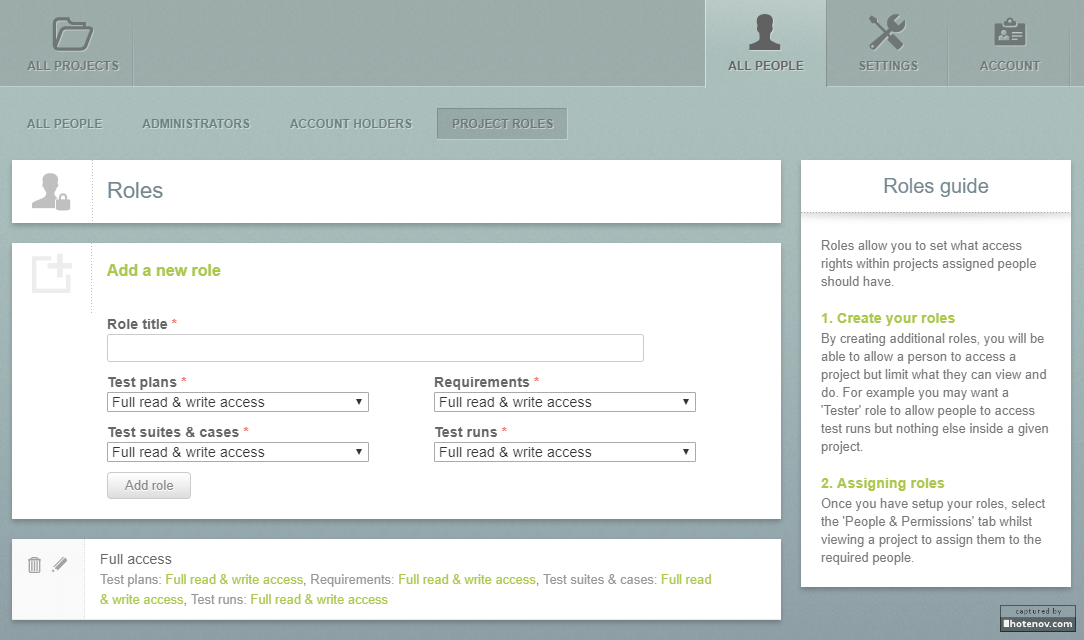 ALL PROJECTS
ALL PEOPLE
SETTINGS
ACCOUNT
ALL PEOPLE
ADMINISTRATORS
ACCOUNT HOLDERS
PROJECT ROLES
Roles
Add a new role
Role title *
Test plans *
Requirements *
Full read & write access
Full read & write access
Test suites & cases *
Test runs *
Full read & write access
Full read & write access
Add role
Full access
Test plans: Full read & write access, Requirements: Full read & write access, Test suites & cases: Full read
& write access, Test runs: Full read & write access
Roles guide
Roles allow you to set what access
rights within projects assigned people
should have.
1. Create your roles
By creating additional roles, you will be
able to allow a person to access a
project but limit what they can view and
do. For example you may want a
'Tester' role to allow people to access
test runs but nothing else inside a given
project.
2. Assigning roles
Once you have setup your roles, select
the 'People & Permissions' tab whilst
viewing a project to assign them to the
required people.
captured by
hotenov.com